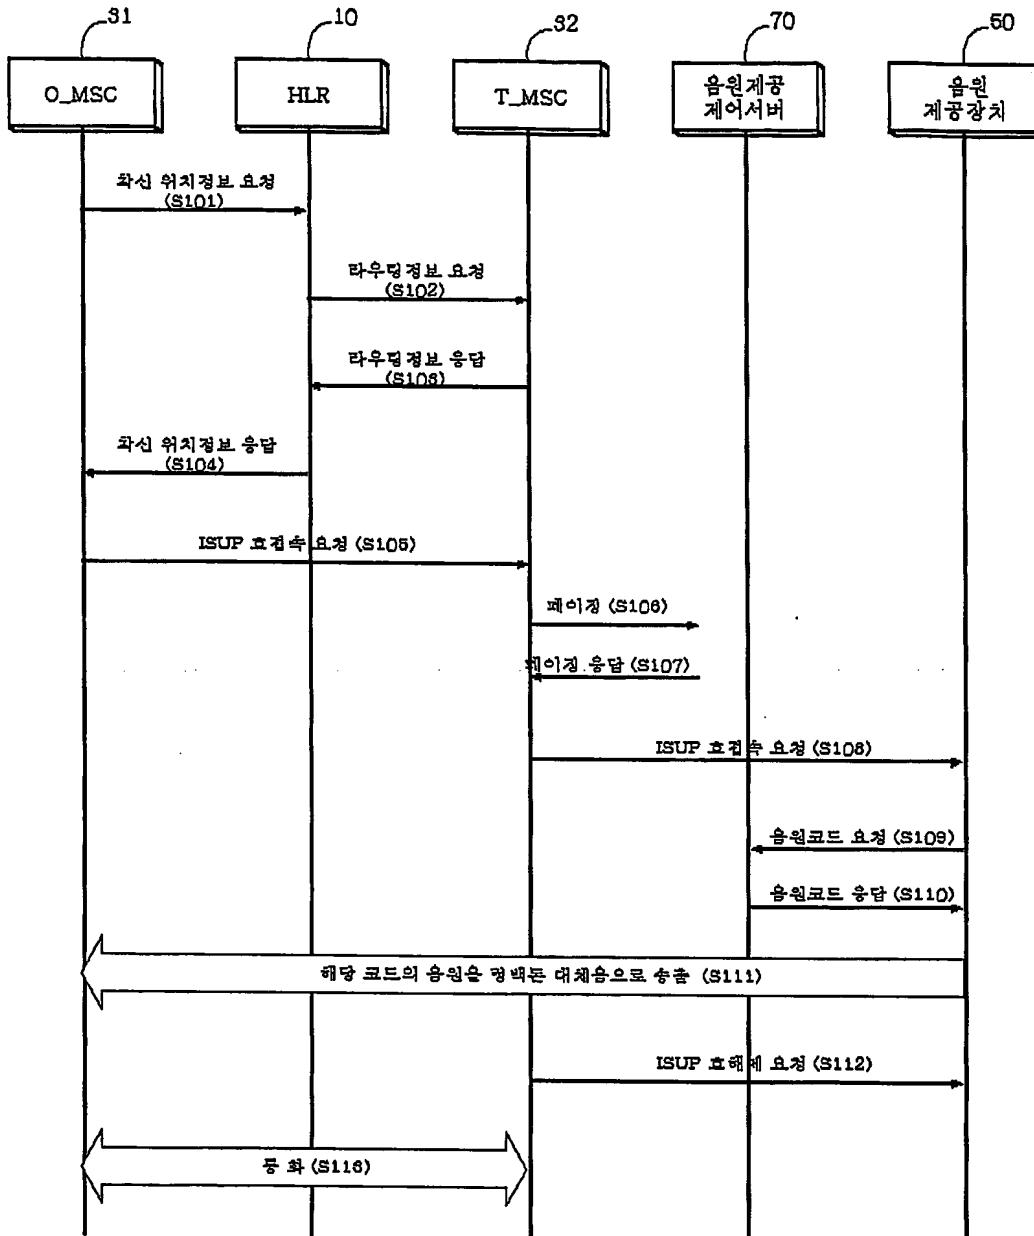 31
10
32
70
50
O_MSC
HLR
T_MSC
음원제공
제어서버
음원
제공장치
착신 위치정보 요청
(S101)
라우팅정보 요청
(S102)
라우팅정보 응답
(S103)
착신 위치정보 응답
(S104)
ISUP 호접속 요청 (S105)
페이징 (S106)
페이징 응답 (S107)
ISUP 호접속 요청 (S108)
음원코드 요청 (S109)
음원코드 응답 (S110)
해당 코드의 음원을 링백톤 대체음으로 송출 (S111)
ISUP 호해제 요청 (S112)
통 화 (S113)